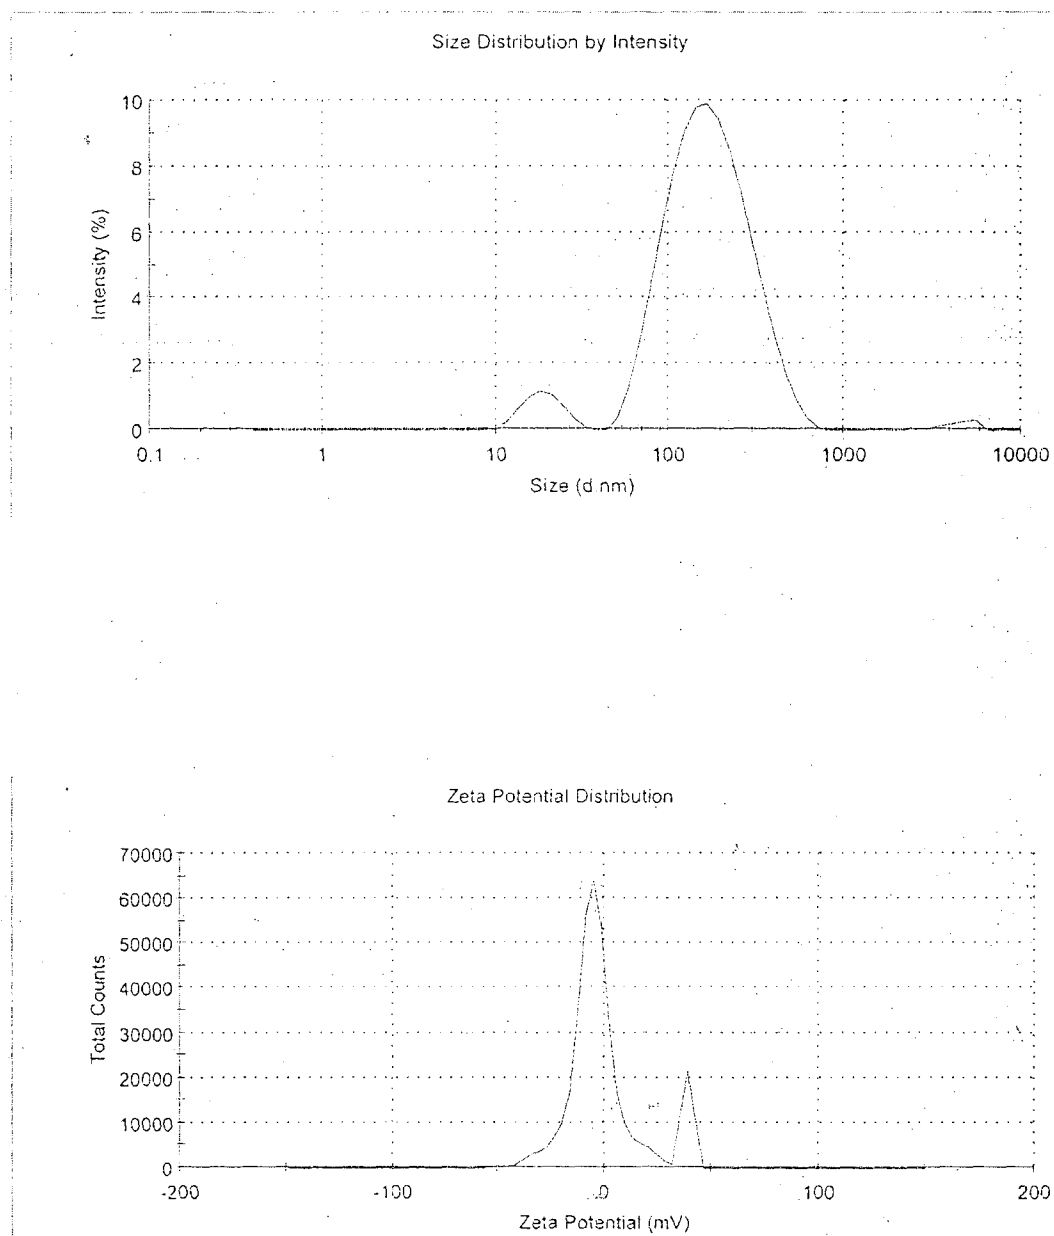 Size Distribution by Intensity
10
8
6
4
2
0
Intensity (%)
0.1 1 10 100 1000 10000
Size (d.nm)
Zeta Potential Distribution
70000
60000
50000
40000
30000
20000
10000
0
Total Counts
-200 -100 0 100 200
Zeta Potential (mV)